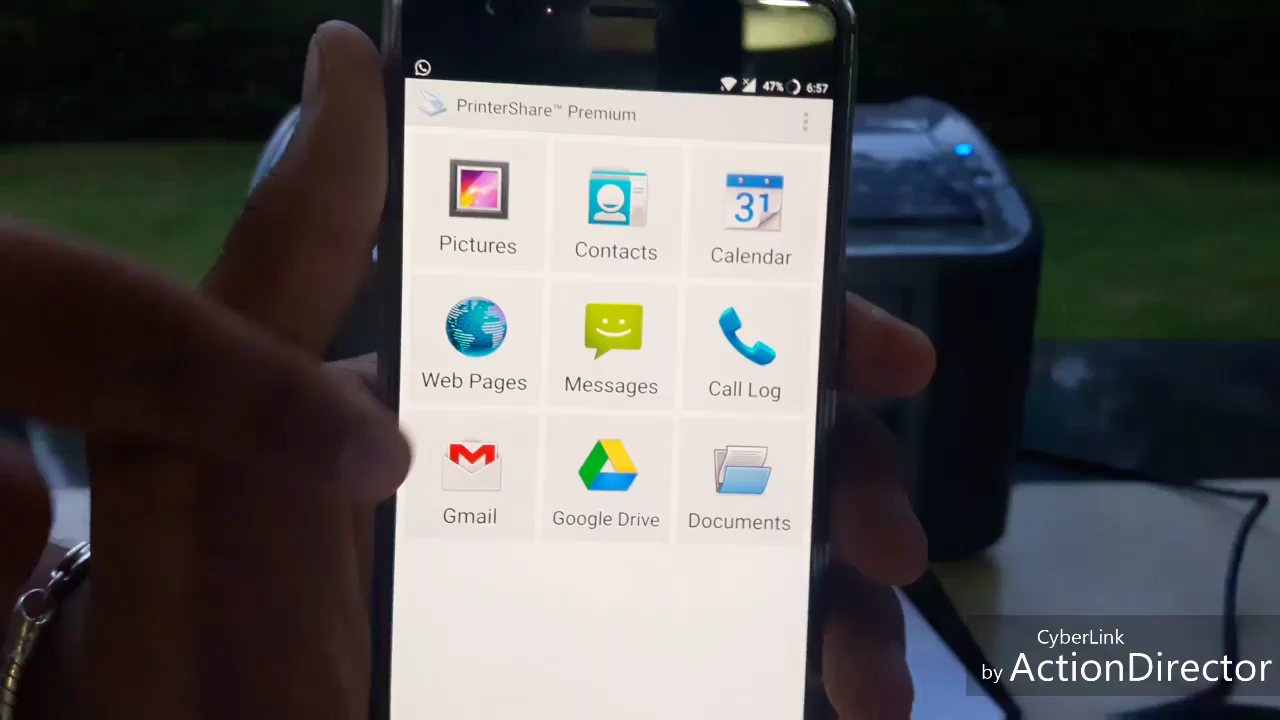 47% 6:57
PrinterShare™ Premium
Pictures
Contacts
Calendar
31
Web Pages
Messages
Call Log
Gmail
Google Drive
Documents
CyberLink
by ActionDirector